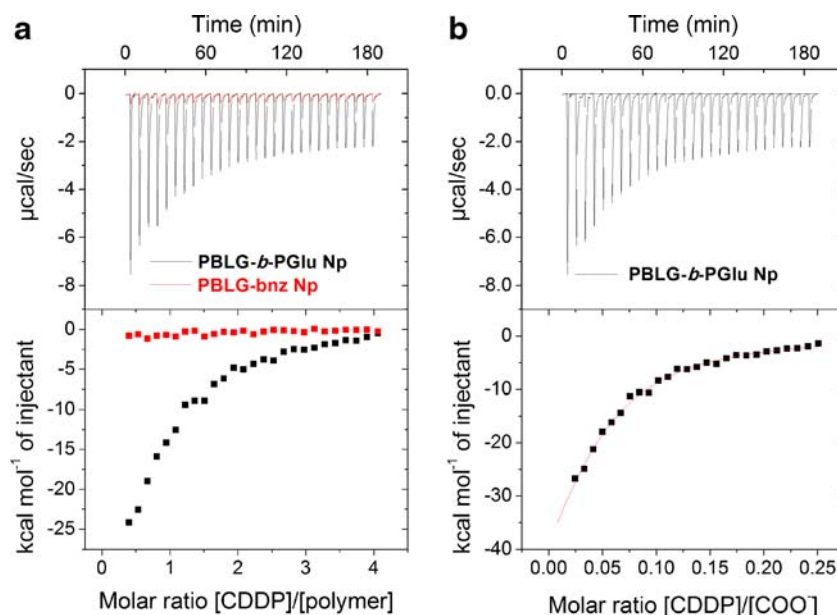 a
Time (min)
0 60 120 180
0
-2
-4
-6
-8
µcal/sec
PBLG-b-PGlu Np
PBLG-bnz Np
0
-5
-10
-15
-20
-25
kcal mol⁻¹ of injectant
0 1 2 3 4
Molar ratio [CDDP]/[polymer]
b
Time (min)
0 60 120 180
0.0
-2.0
-4.0
-6.0
-8.0
µcal/sec
PBLG-b-PGlu Np
0
-10
-20
-30
-40
kcal mol⁻¹ of injectant
0.00 0.05 0.10 0.15 0.20 0.25
Molar ratio [CDDP]/[COO⁻]